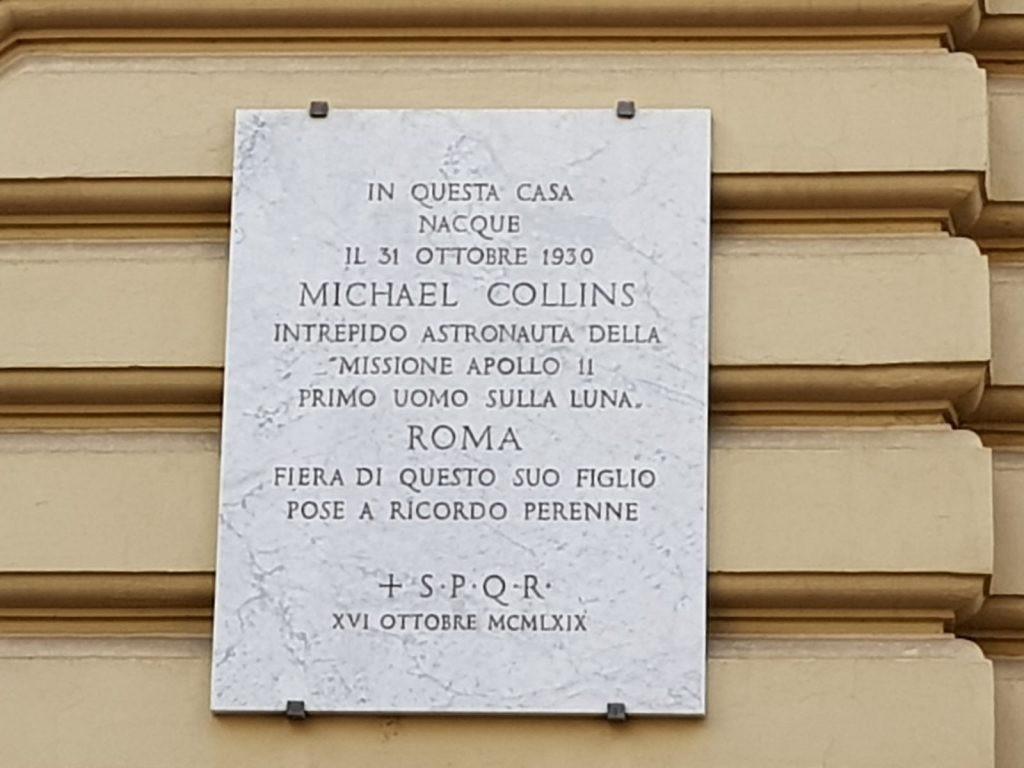 IN QUESTA CASA
NACQUE
IL 31 OTTOBRE 1930
MICHAEL COLLINS
INTREPIDO ASTRONAUTA DELLA
"MISSIONE APOLLO 11
PRIMO UOMO SULLA LUNA„
ROMA
FIERA DI QUESTO SUO FIGLIO
POSE A RICORDO PERENNE
+ S·P·Q·R·
XVI OTTOBRE MCMLXIX